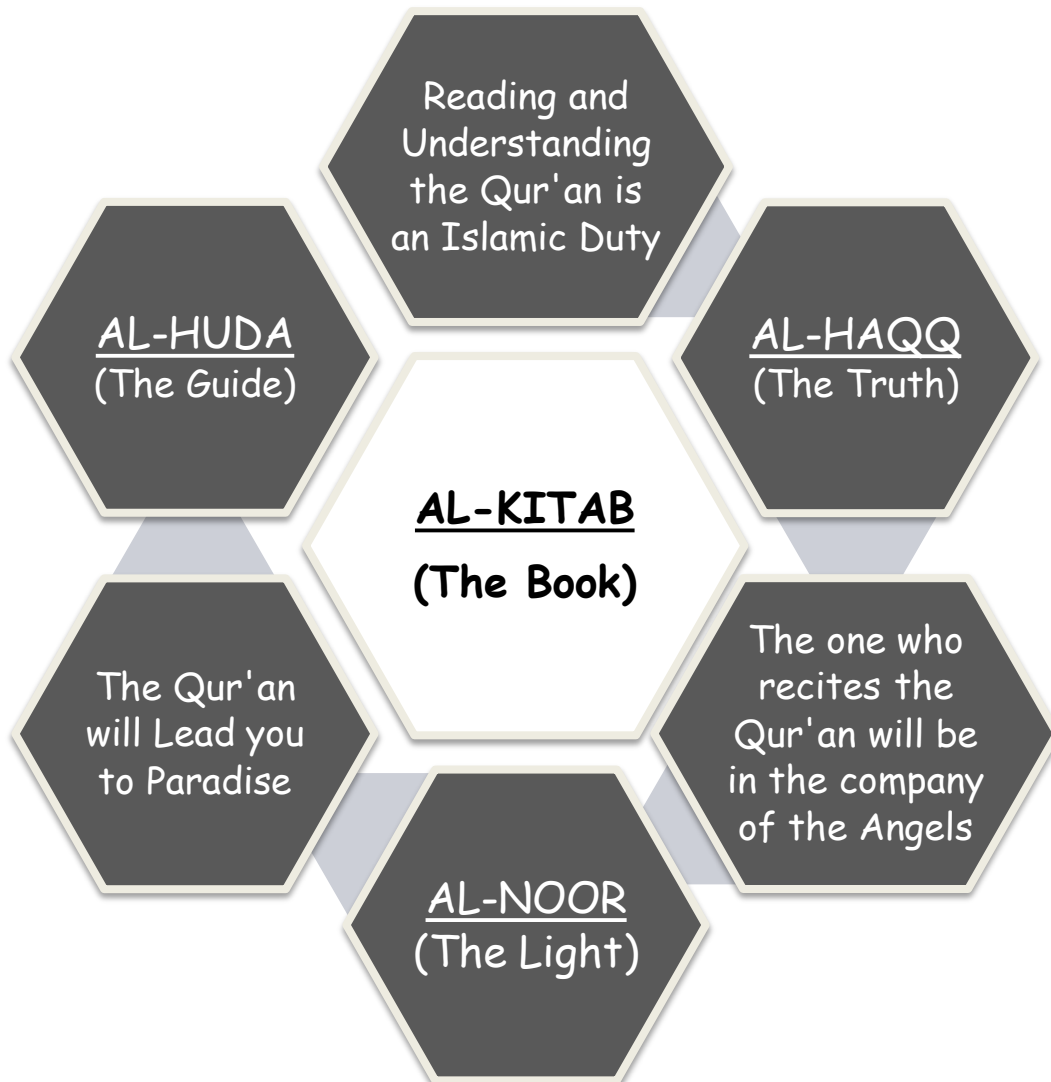 Reading and
Understanding
the Qur'an is
an Islamic Duty
AL-HUDA
(The Guide)
AL-HAQQ
(The Truth)
AL-KITAB
(The Book)
The Qur'an
will Lead you
to Paradise
The one who
recites the
Qur'an will be
in the company
of the Angels
AL-NOOR
(The Light)